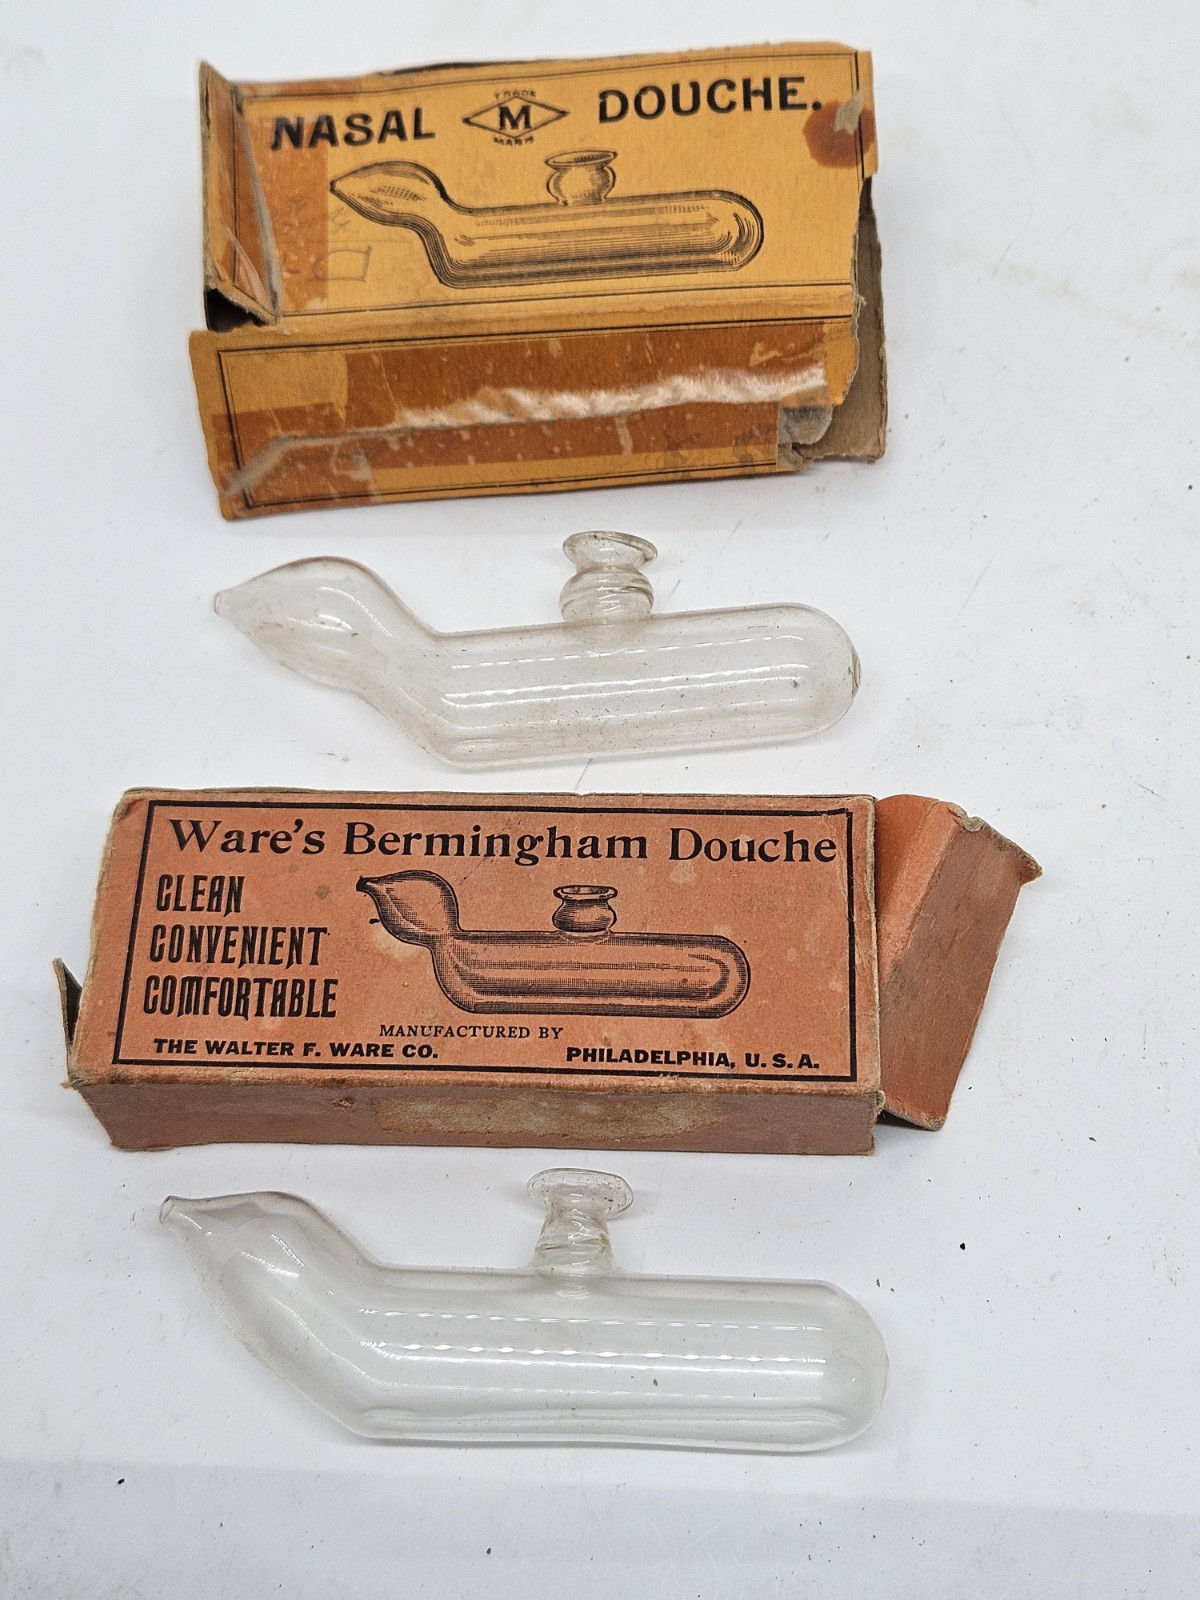 NASAL TRADE M MARK DOUCHE.
Ware's Bermingham Douche
CLEAN
CONVENIENT
COMFORTABLE
MANUFACTURED BY
THE WALTER F. WARE CO. PHILADELPHIA, U.S.A.